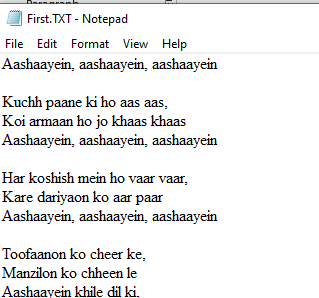 First.TXT - Notepad
File Edit Format View Help
Aashaayein, aashaayein, aashaayein

Kuchh paane ki ho aas aas,
Koi armaan ho jo khaas khaas
Aashaayein, aashaayein, aashaayein

Har koshish mein ho vaar vaar,
Kare dariyaon ko aar paar
Aashaayein, aashaayein, aashaayein

Toofaanon ko cheer ke,
Manzilon ko chheen le
Aashaayein khile dil ki,